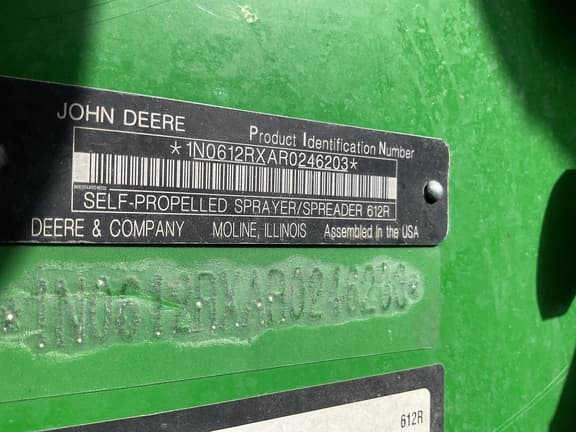 JOHN DEERE
Product Identification Number
*1N0612RXAR0246203*
SELF-PROPELLED SPRAYER/SPREADER 612R
DEERE & COMPANY MOLINE, ILLINOIS Assembled in the USA
*1N0612RXAR0246203*
612R